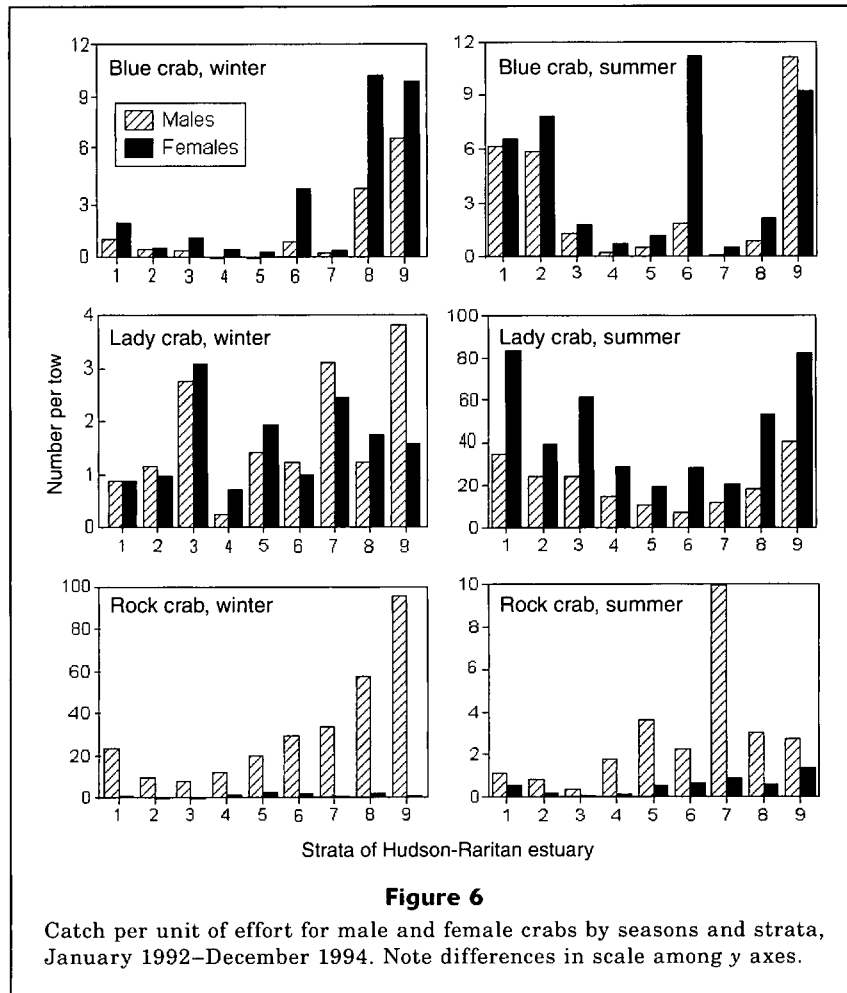 Blue crab, winter
Males
Females
12
9
6
3
0
1 2 3 4 5 6 7 8 9
Blue crab, summer
12
9
6
3
0
1 2 3 4 5 6 7 8 9
Number per tow
Lady crab, winter
4
3
2
1
0
1 2 3 4 5 6 7 8 9
Lady crab, summer
100
80
60
40
20
0
1 2 3 4 5 6 7 8 9
Rock crab, winter
100
80
60
40
20
0
1 2 3 4 5 6 7 8 9
Rock crab, summer
10
8
6
4
2
0
1 2 3 4 5 6 7 8 9
Strata of Hudson-Raritan estuary
Figure 6
Catch per unit of effort for male and female crabs by seasons and strata,
January 1992–December 1994. Note differences in scale among y axes.